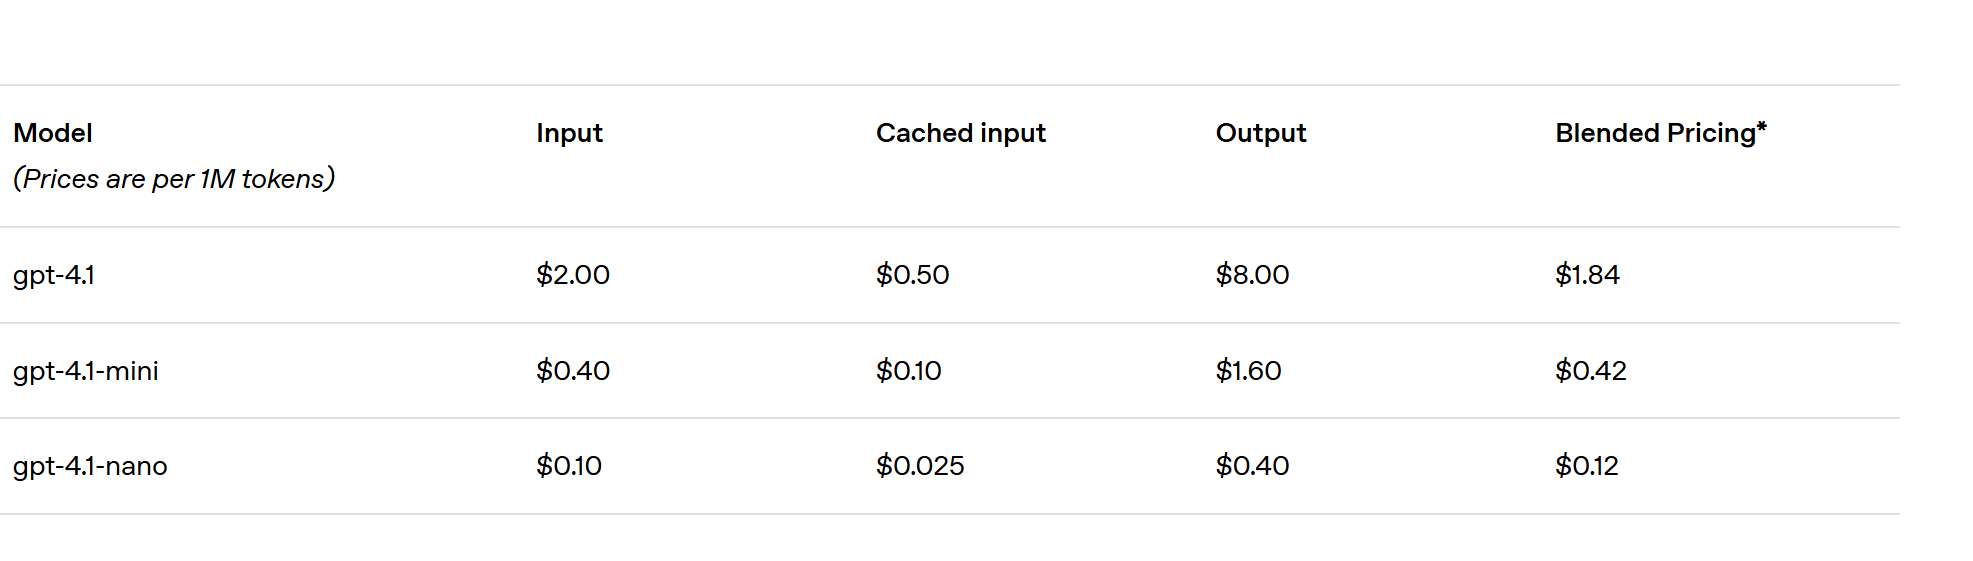 Model Input Cached input Output Blended Pricing*
(Prices are per 1M tokens)
gpt-4.1 $2.00 $0.50 $8.00 $1.84
gpt-4.1-mini $0.40 $0.10 $1.60 $0.42
gpt-4.1-nano $0.10 $0.025 $0.40 $0.12